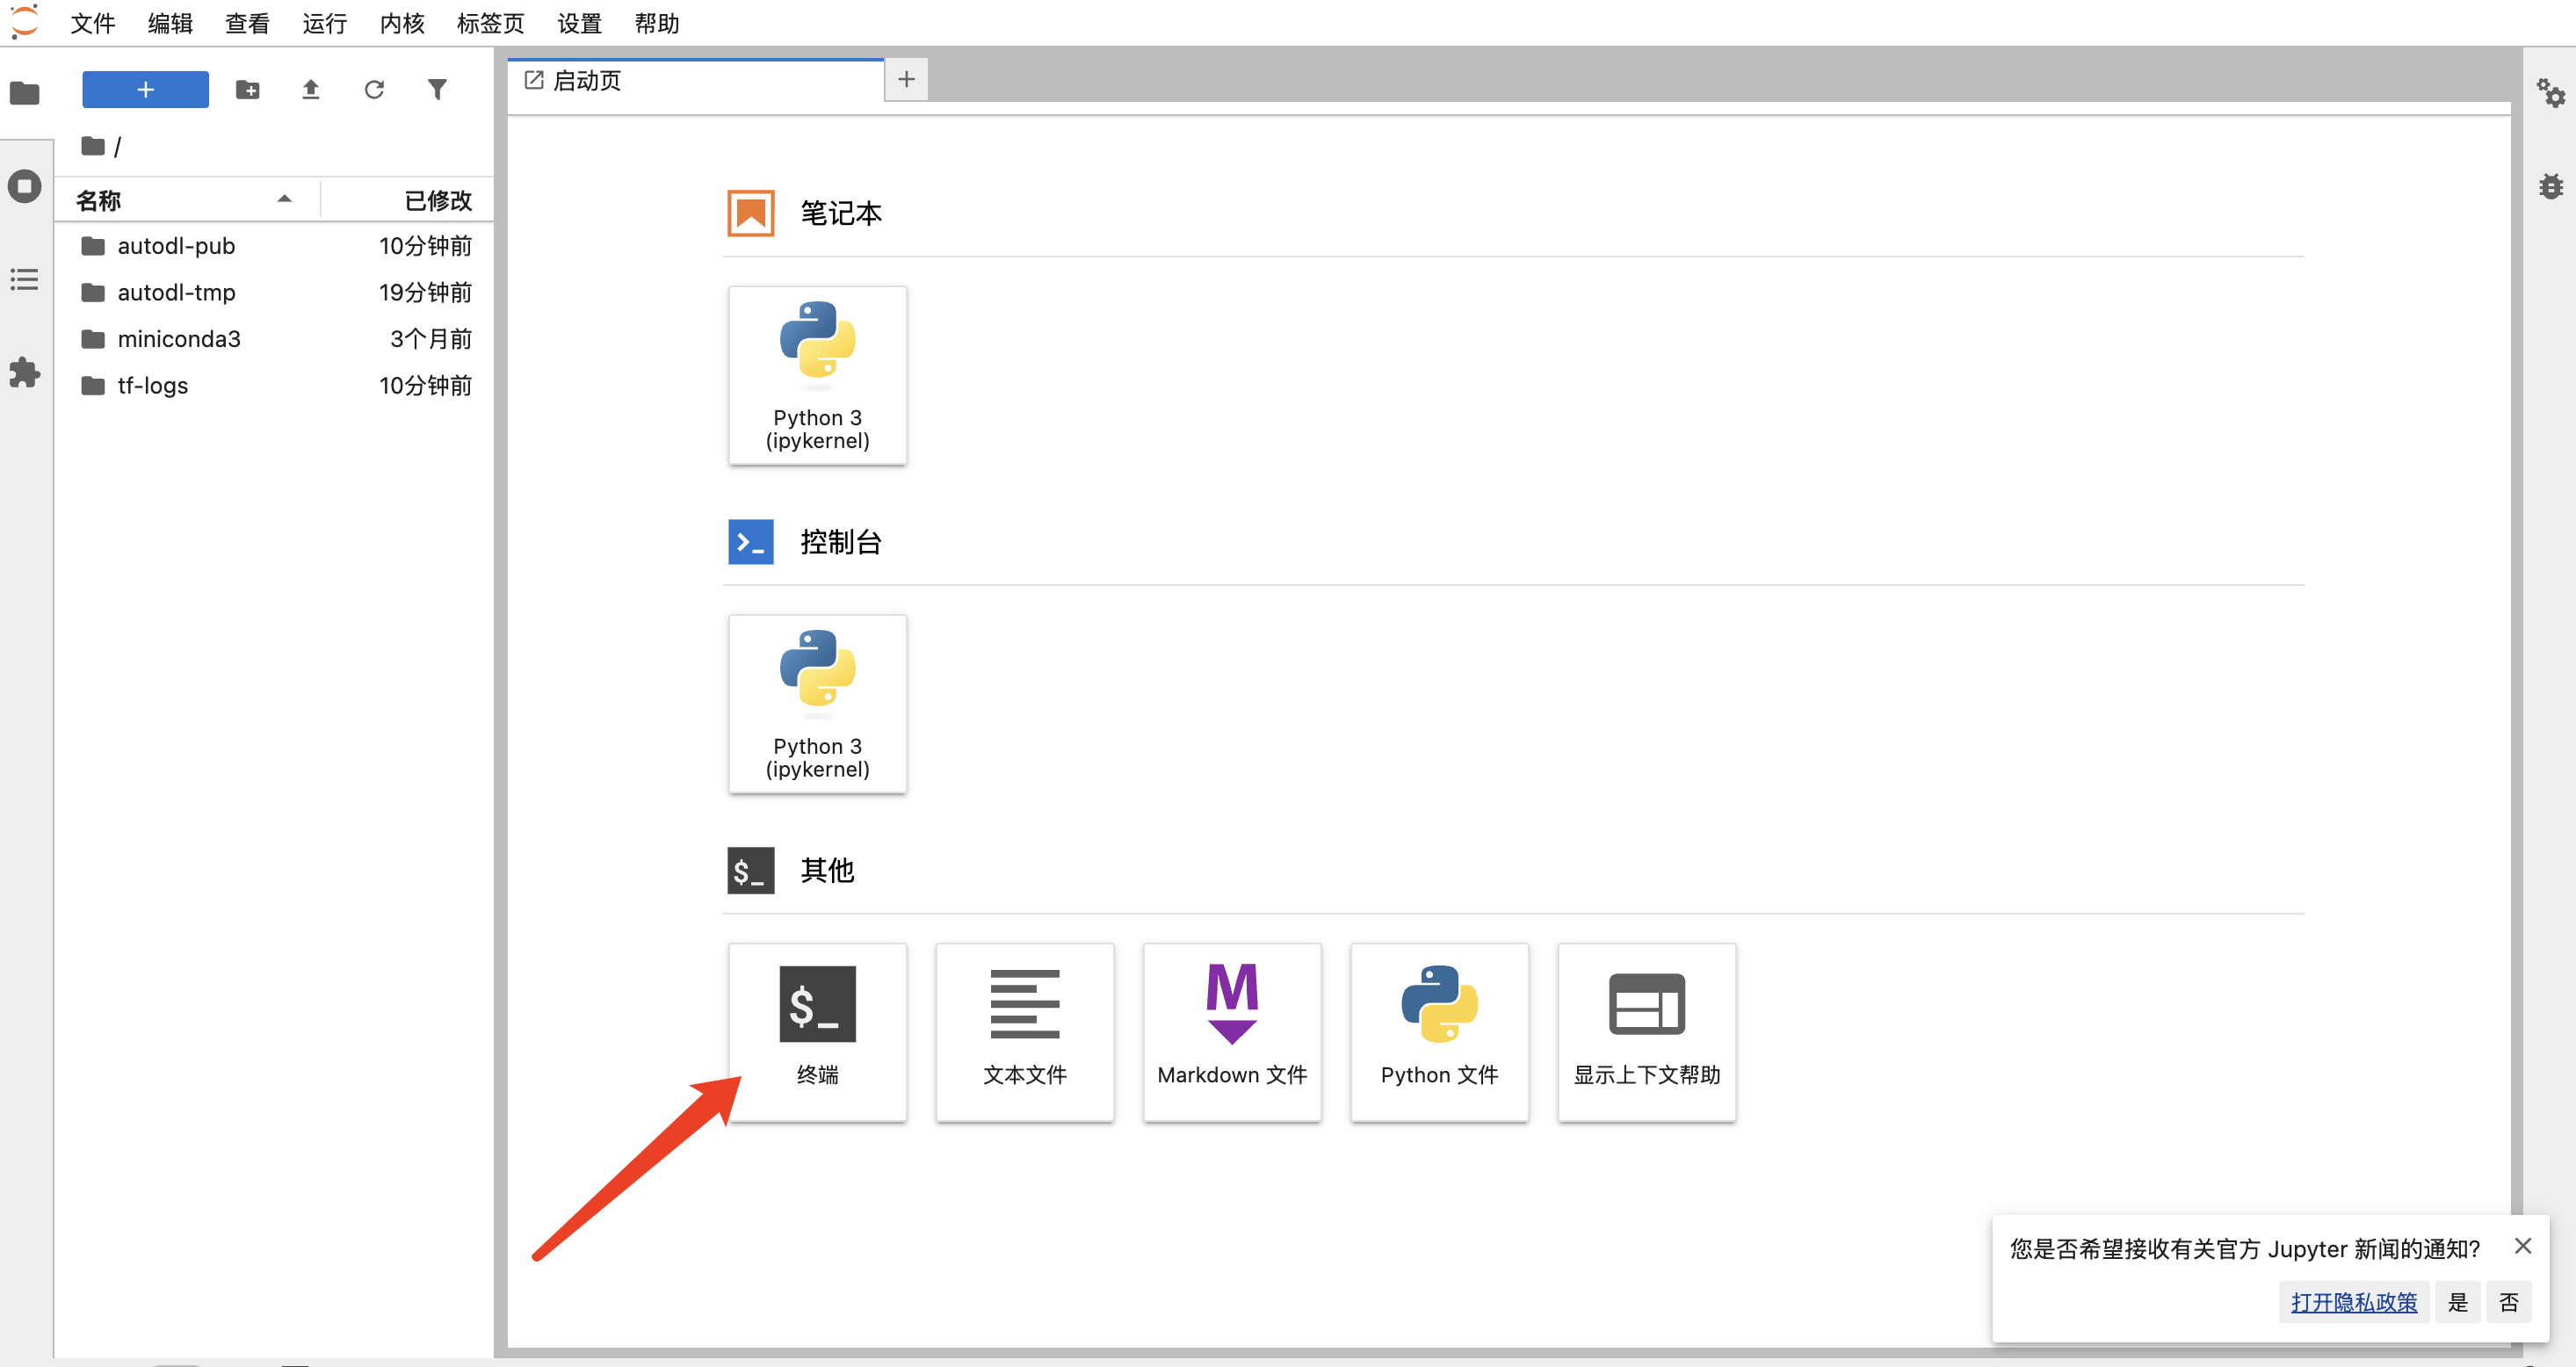 文件 编辑 查看 运行 内核 标签页 设置 帮助
启动页
/
名称 已修改
autodl-pub 10分钟前
autodl-tmp 19分钟前
miniconda3 3个月前
tf-logs 10分钟前
笔记本
Python 3
(ipykernel)
控制台
Python 3
(ipykernel)
$_ 其他
$_
终端
文本文件
Markdown 文件
Python 文件
显示上下文帮助
您是否希望接收有关官方 Jupyter 新闻的通知?
打开隐私政策 是 否